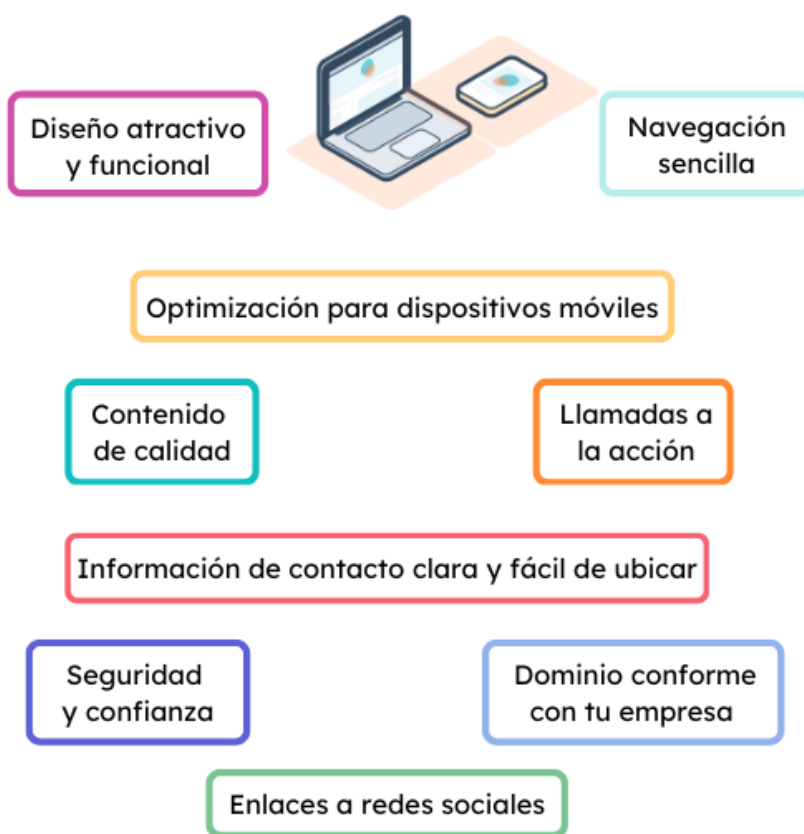 Diseño atractivo
y funcional
Navegación
sencilla
Optimización para dispositivos móviles
Contenido
de calidad
Llamadas a
la acción
Información de contacto clara y fácil de ubicar
Seguridad
y confianza
Dominio conforme
con tu empresa
Enlaces a redes sociales